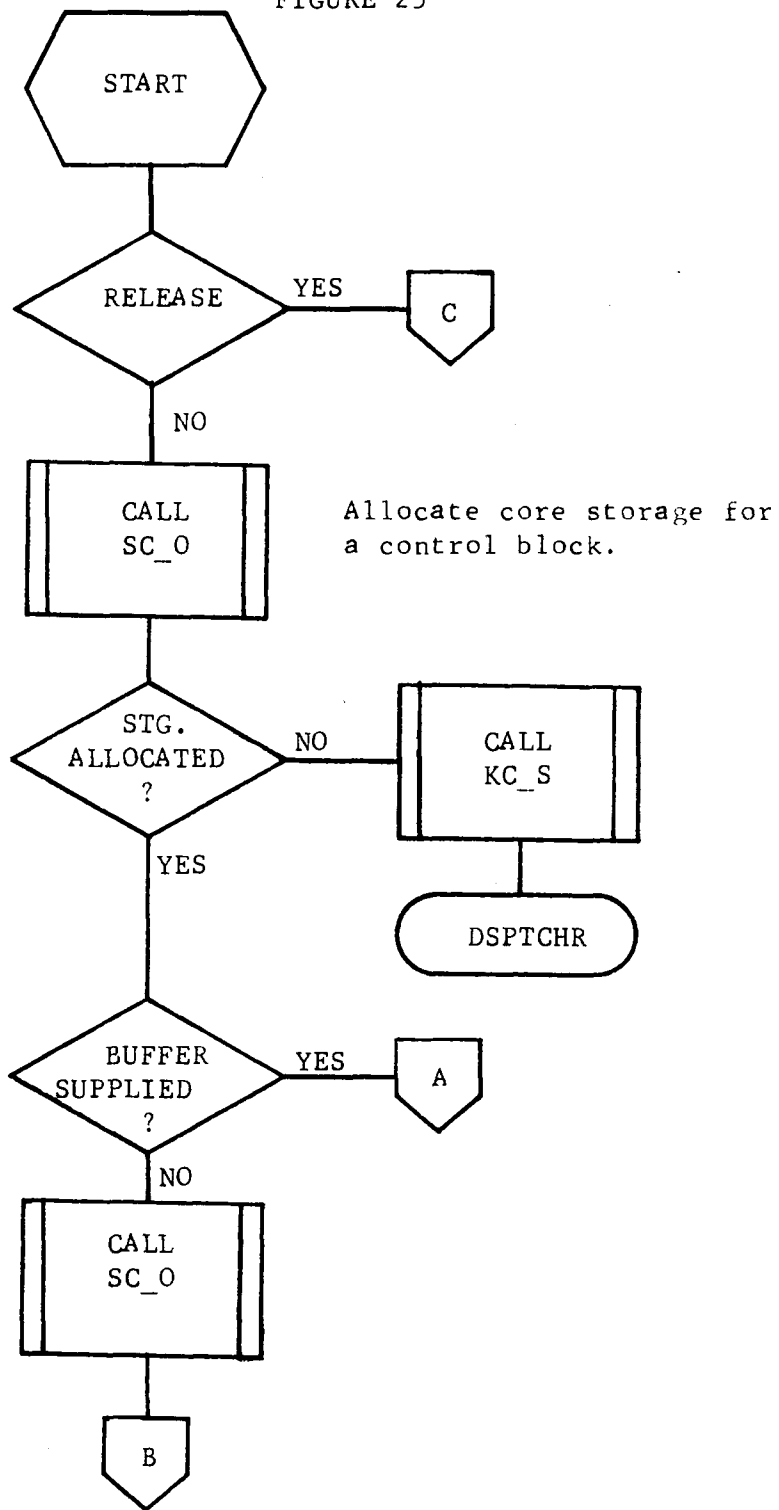 FIGURE 25
START
RELEASE
YES
C
NO
CALL
SC_O
Allocate core storage for
a control block.
STG.
ALLOCATED
?
NO
CALL
KC_S
YES
DSPTCHR
BUFFER
SUPPLIED
?
YES
A
NO
CALL
SC_O
B